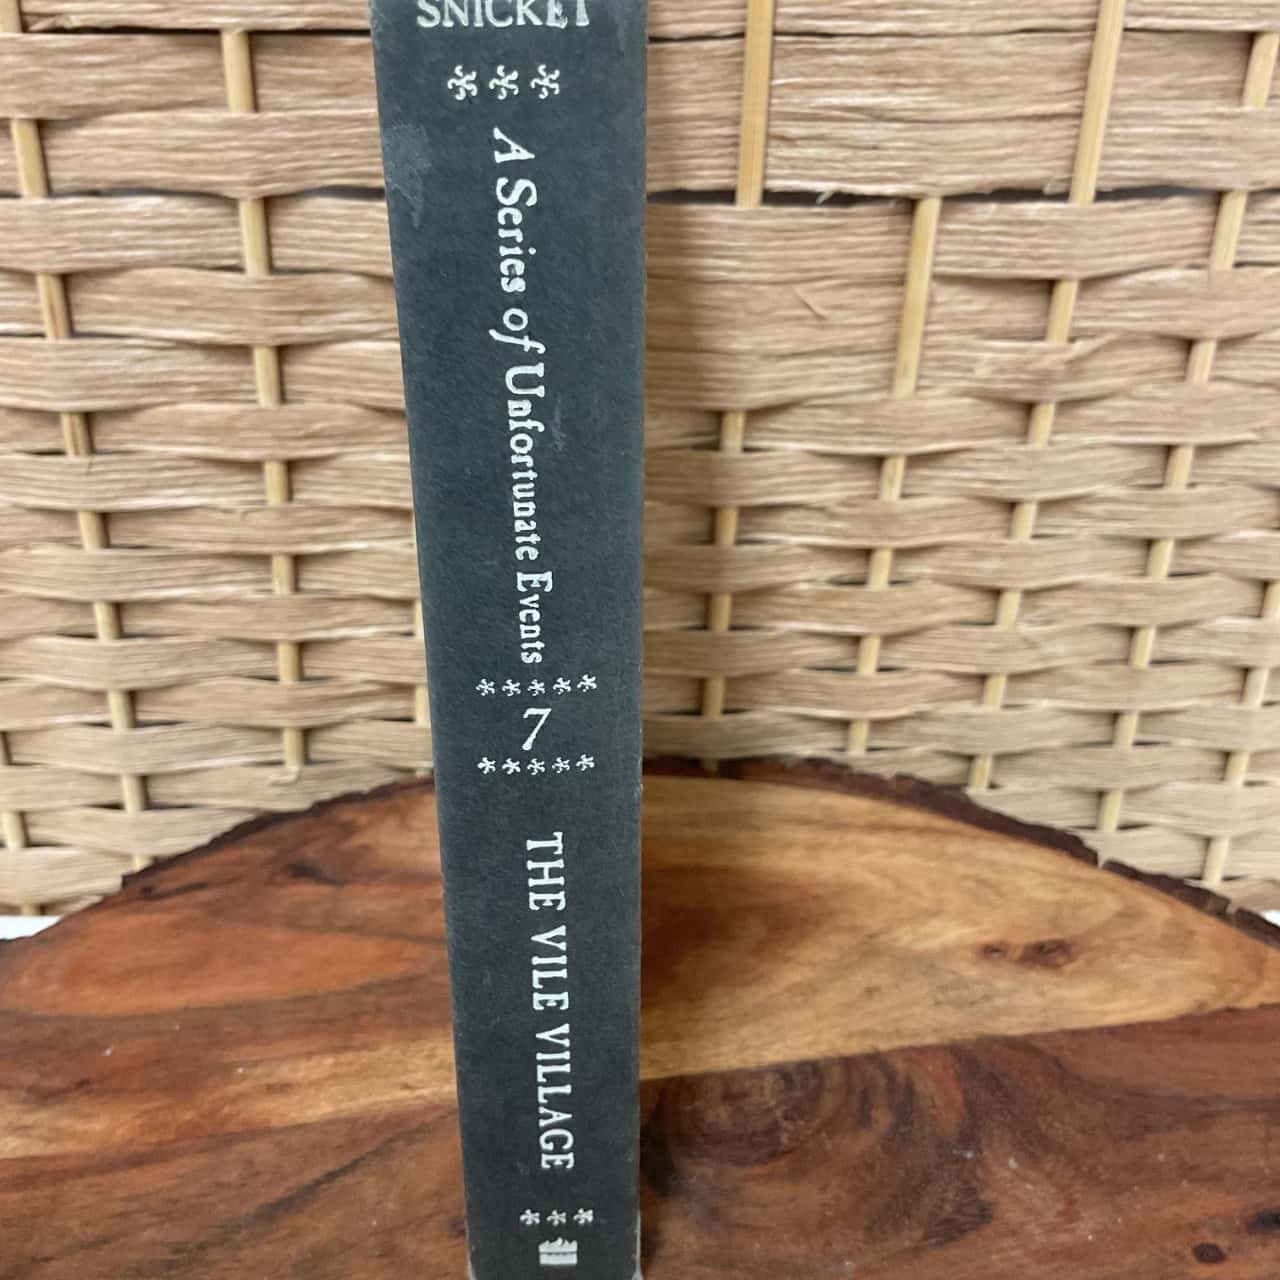 SNICKET
A Series of Unfortunate Events
7
THE VILE VILLAGE